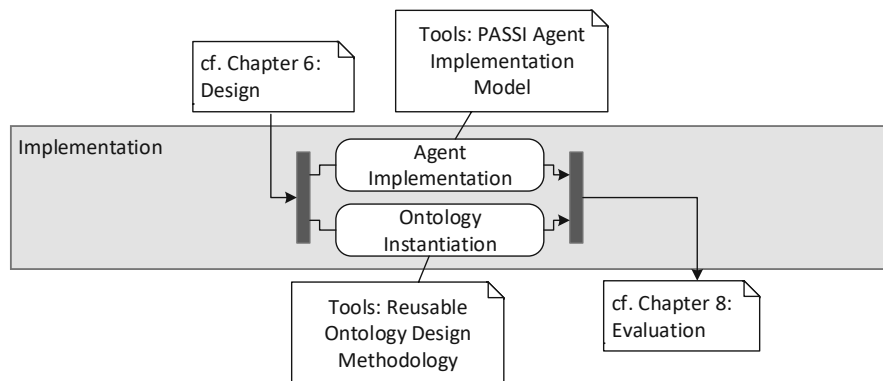 Tools: PASSI Agent
Implementation
Model
cf. Chapter 6:
Design
Implementation
Agent
Implementation
Ontology
Instantiation
Tools: Reusable
Ontology Design
Methodology
cf. Chapter 8:
Evaluation